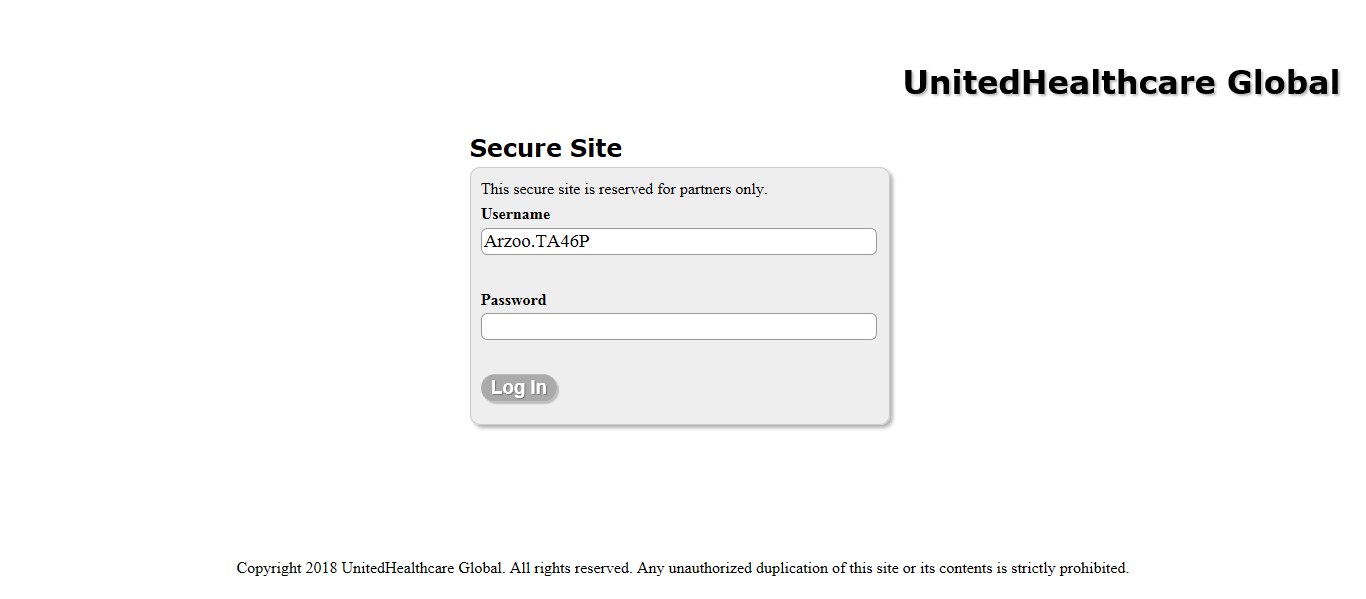 UnitedHealthcare Global
Secure Site
This secure site is reserved for partners only.
Username
Arzoo.TA46P
Password
Log In
Copyright 2018 UnitedHealthcare Global. All rights reserved. Any unauthorized duplication of this site or its contents is strictly prohibited.